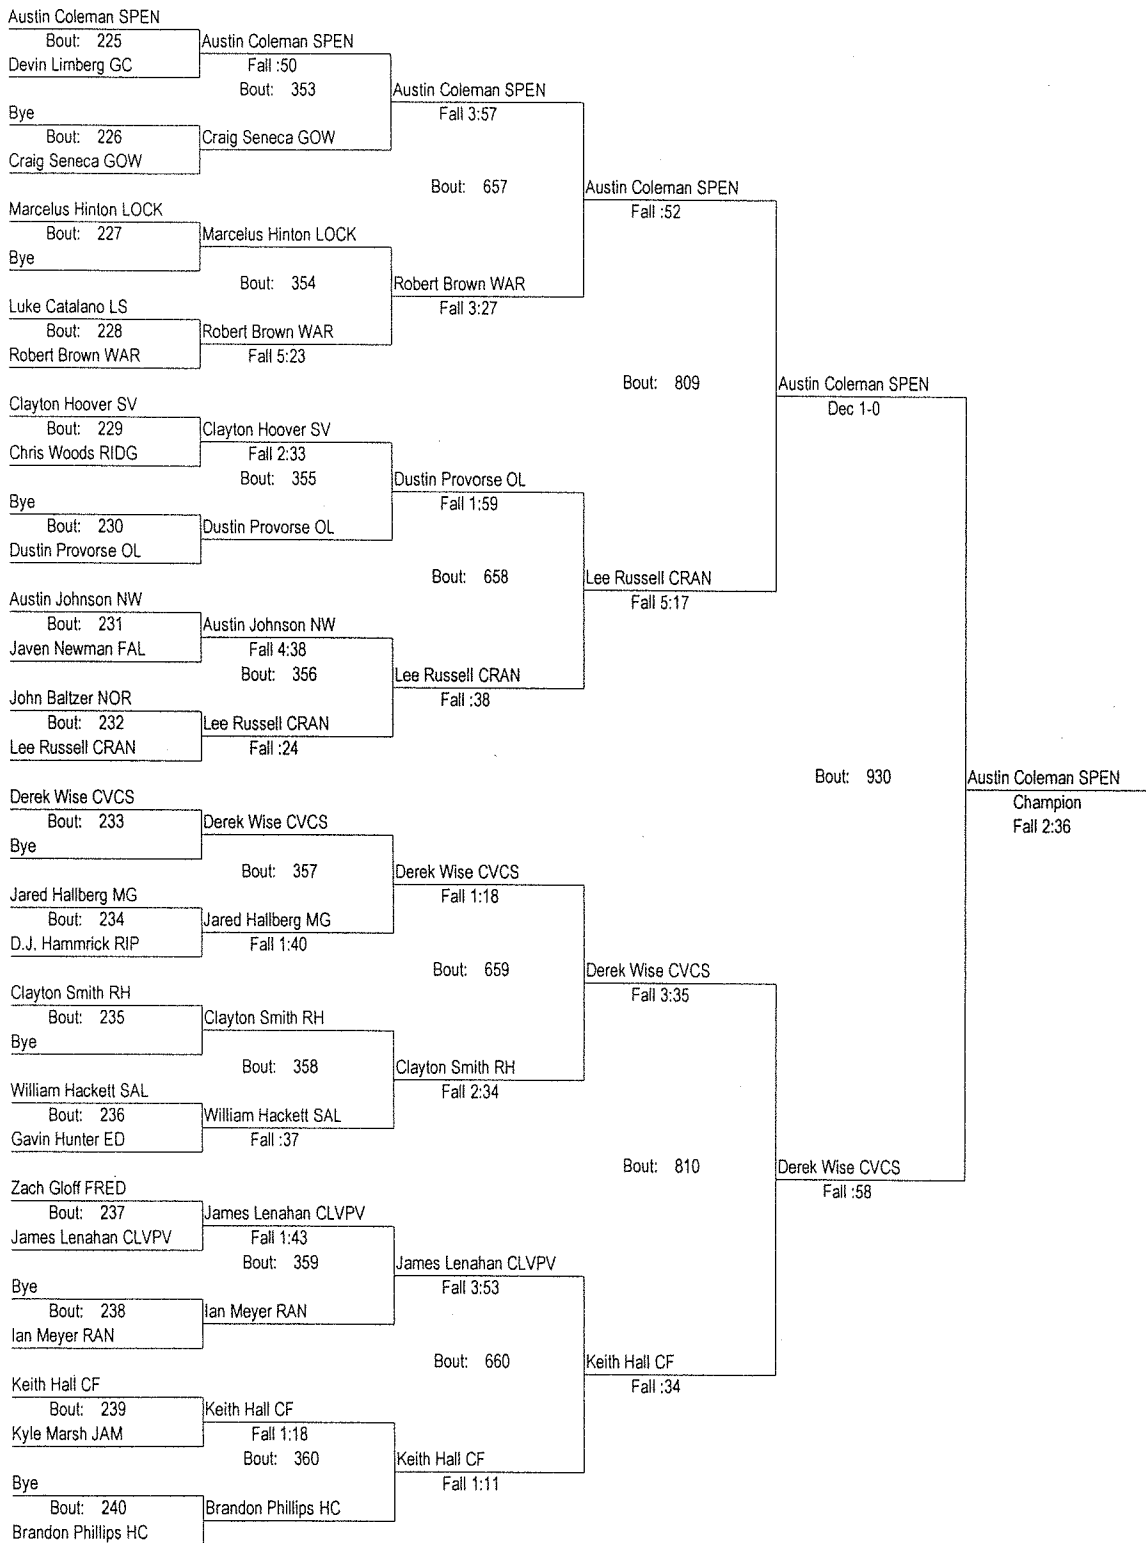 Austin Coleman SPEN
Bout: 225
Devin Limberg GC
Austin Coleman SPEN
Fall :50
Bout: 353
Austin Coleman SPEN
Fall 3:57
Bye
Bout: 226
Craig Seneca GOW
Craig Seneca GOW
Bout: 657
Austin Coleman SPEN
Fall :52
Marcelus Hinton LOCK
Bout: 227
Bye
Marcelus Hinton LOCK
Bout: 354
Robert Brown WAR
Fall 3:27
Luke Catalano LS
Bout: 228
Robert Brown WAR
Robert Brown WAR
Fall 5:23
Bout: 809
Austin Coleman SPEN
Dec 1-0
Clayton Hoover SV
Bout: 229
Chris Woods RIDG
Clayton Hoover SV
Fall 2:33
Bout: 355
Dustin Provorse OL
Fall 1:59
Bye
Bout: 230
Dustin Provorse OL
Dustin Provorse OL
Bout: 658
Lee Russell CRAN
Fall 5:17
Austin Johnson NW
Bout: 231
Javen Newman FAL
Austin Johnson NW
Fall 4:38
Bout: 356
Lee Russell CRAN
Fall :38
John Baltzer NOR
Bout: 232
Lee Russell CRAN
Lee Russell CRAN
Fall :24
Bout: 930
Austin Coleman SPEN
Champion
Fall 2:36
Derek Wise CVCS
Bout: 233
Bye
Derek Wise CVCS
Bout: 357
Derek Wise CVCS
Fall 1:18
Jared Hallberg MG
Bout: 234
D.J. Hammrick RIP
Jared Hallberg MG
Fall 1:40
Bout: 659
Derek Wise CVCS
Fall 3:35
Clayton Smith RH
Bout: 235
Bye
Clayton Smith RH
Bout: 358
Clayton Smith RH
Fall 2:34
William Hackett SAL
Bout: 236
Gavin Hunter ED
William Hackett SAL
Fall :37
Bout: 810
Derek Wise CVCS
Fall :58
Zach Gloff FRED
Bout: 237
James Lenahan CLVPV
James Lenahan CLVPV
Fall 1:43
Bout: 359
James Lenahan CLVPV
Fall 3:53
Bye
Bout: 238
Ian Meyer RAN
Ian Meyer RAN
Bout: 660
Keith Hall CF
Fall :34
Keith Hall CF
Bout: 239
Kyle Marsh JAM
Keith Hall CF
Fall 1:18
Bout: 360
Keith Hall CF
Fall 1:11
Bye
Bout: 240
Brandon Phillips HC
Brandon Phillips HC